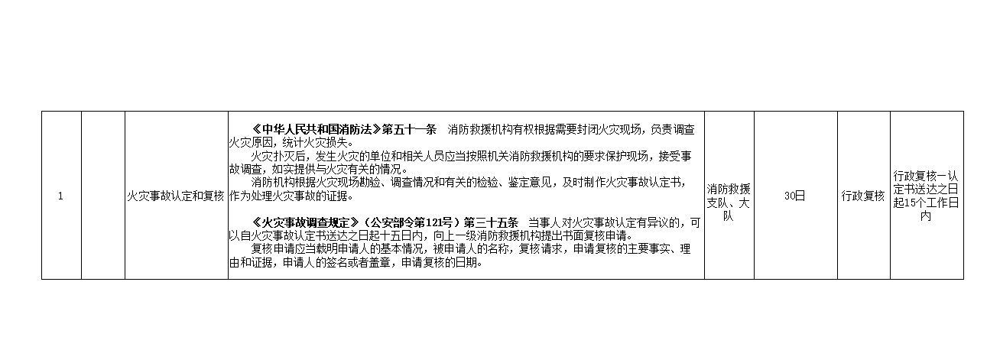 1
火灾事故认定和复核
《中华人民共和国消防法》第五十一条　消防救援机构有权根据需要封闭火灾现场，负责调查
火灾原因，统计火灾损失。
火灾扑灭后，发生火灾的单位和相关人员应当按照机关消防救援机构的要求保护现场，接受事
故调查，如实提供与火灾有关的情况。
消防机构根据火灾现场勘验、调查情况和有关的检验、鉴定意见，及时制作火灾事故认定书，
作为处理火灾事故的证据。
《火灾事故调查规定》（公安部令第121号）第三十五条　当事人对火灾事故认定有异议的，可
以自火灾事故认定书送达之日起十五日内，向上一级消防救援机构提出书面复核申请。
复核申请应当载明申请人的基本情况，被申请人的名称，复核请求，申请复核的主要事实、理
由和证据，申请人的签名或者盖章，申请复核的日期。
消防救援
支队、大
队
30日
行政复核
行政复核—认
定书送达之日
起15个工作日
内